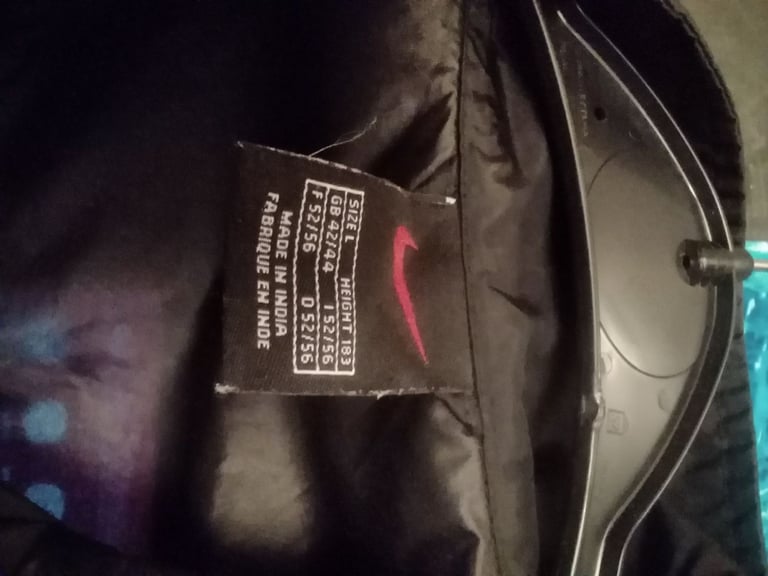 SIZE L HEIGHT 183
GB 42/44 I 52/56
F 52/56 D 52/56
MADE IN INDIA
FABRIQUE EN INDE